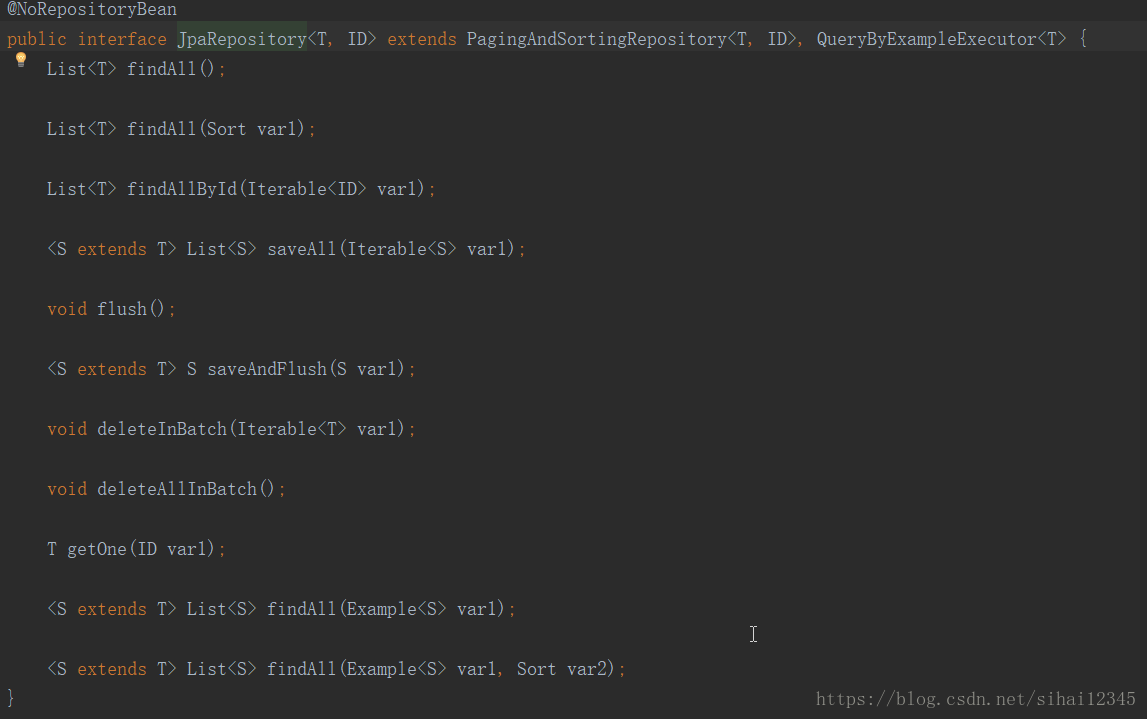 @NoRepositoryBean
public interface JpaRepository<T, ID> extends PagingAndSortingRepository<T, ID>, QueryByExampleExecutor<T> {
List<T> findAll();
List<T> findAll(Sort var1);
List<T> findAllById(Iterable<ID> var1);
<S extends T> List<S> saveAll(Iterable<S> var1);
void flush();
<S extends T> S saveAndFlush(S var1);
void deleteInBatch(Iterable<T> var1);
void deleteAllInBatch();
T getOne(ID var1);
<S extends T> List<S> findAll(Example<S> var1);
<S extends T> List<S> findAll(Example<S> var1, Sort var2);
}
https://blog.csdn.net/sihai12345